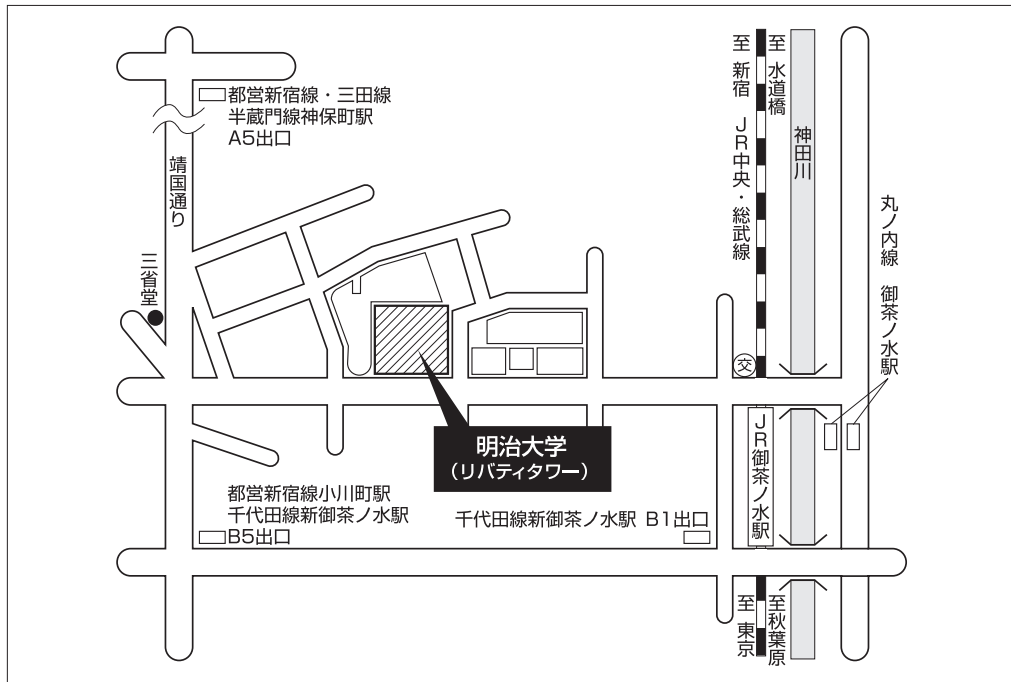 都営新宿線・三田線
半蔵門線神保町駅
A5出口
靖国通り
三省堂
至 新宿
至 水道橋
JR中央・総武線
神田川
丸ノ内線 御茶ノ水駅
交
明治大学
（リバティタワー）
JR御茶ノ水駅
都営新宿線小川町駅
千代田線新御茶ノ水駅
B5出口
千代田線新御茶ノ水駅 B1出口
至 東京
至秋葉原